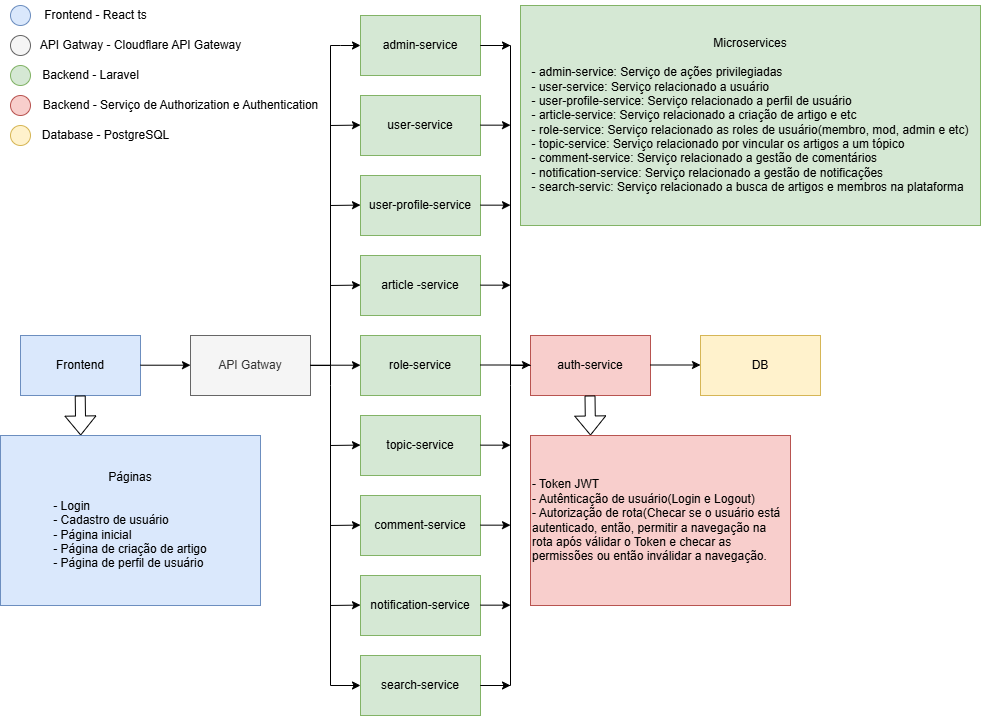 Frontend - React ts
API Gatway - Cloudflare API Gateway
Backend - Laravel
Backend - Serviço de Authorization e Authentication
Database - PostgreSQL
admin-service
user-service
user-profile-service
article -service
role-service
topic-service
comment-service
notification-service
search-service
Microservices
- admin-service: Serviço de ações privilegiadas
- user-service: Serviço relacionado a usuário
- user-profile-service: Serviço relacionado a perfil de usuário
- article-service: Serviço relacionado a criação de artigo e etc
- role-service: Serviço relacionado as roles de usuário(membro, mod, admin e etc)
- topic-service: Serviço relacionado por vincular os artigos a um tópico
- comment-service: Serviço relacionado a gestão de comentários
- notification-service: Serviço relacionado a gestão de notificações
- search-servic: Serviço relacionado a busca de artigos e membros na plataforma
Frontend
API Gatway
auth-service
DB
Páginas
- Login
- Cadastro de usuário
- Página inicial
- Página de criação de artigo
- Página de perfil de usuário
- Token JWT
- Autênticação de usuário(Login e Logout)
- Autorização de rota(Checar se o usuário está
autenticado, então, permitir a navegação na
rota após válidar o Token e checar as
permissões ou então inválidar a navegação.